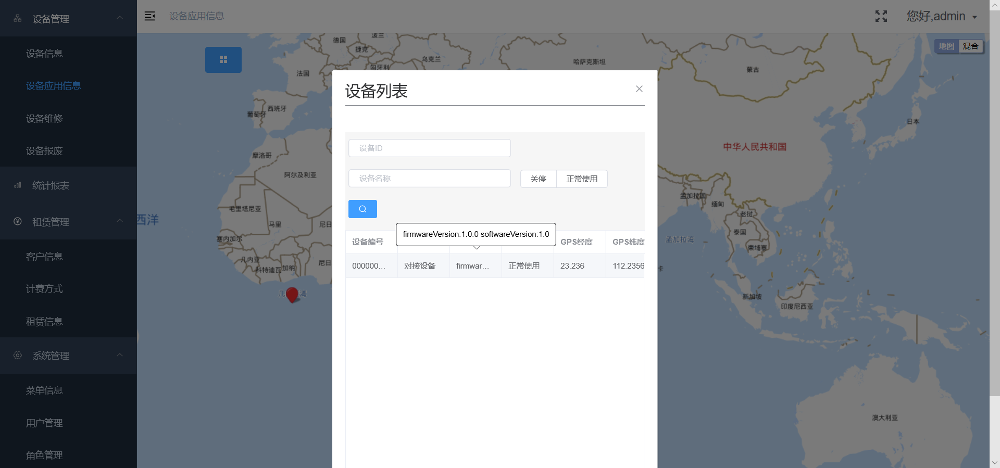 设备管理
设备信息
设备应用信息
设备维修
设备报废
统计报表
租赁管理
客户信息
计费方式
租赁信息
系统管理
菜单信息
用户管理
角色管理
设备应用信息
您好,admin
地图
混合
德国
波兰
捷克
乌克兰
匈牙利
法国
哈萨克斯坦
蒙古
西班牙
葡萄牙
日本
中华人民共和国
摩洛哥
阿尔及利亚
孟加拉国
缅甸
老挝
毛里塔尼亚
西洋
马里
尼日
泰国
塞内加尔
孟加拉湾
柬埔寨
几内亚
科特迪瓦
加纳
尼日
卡
几
湾
新加坡
印度尼西亚
澳大利亚
设备列表
设备ID
设备名称
关停
正常使用
firmwareVersion:1.0.0 softwareVersion:1.0
设备编号
GPS经度
GPS纬度
000000...
对接设备
firmwar...
正常使用
23.236
112.2356